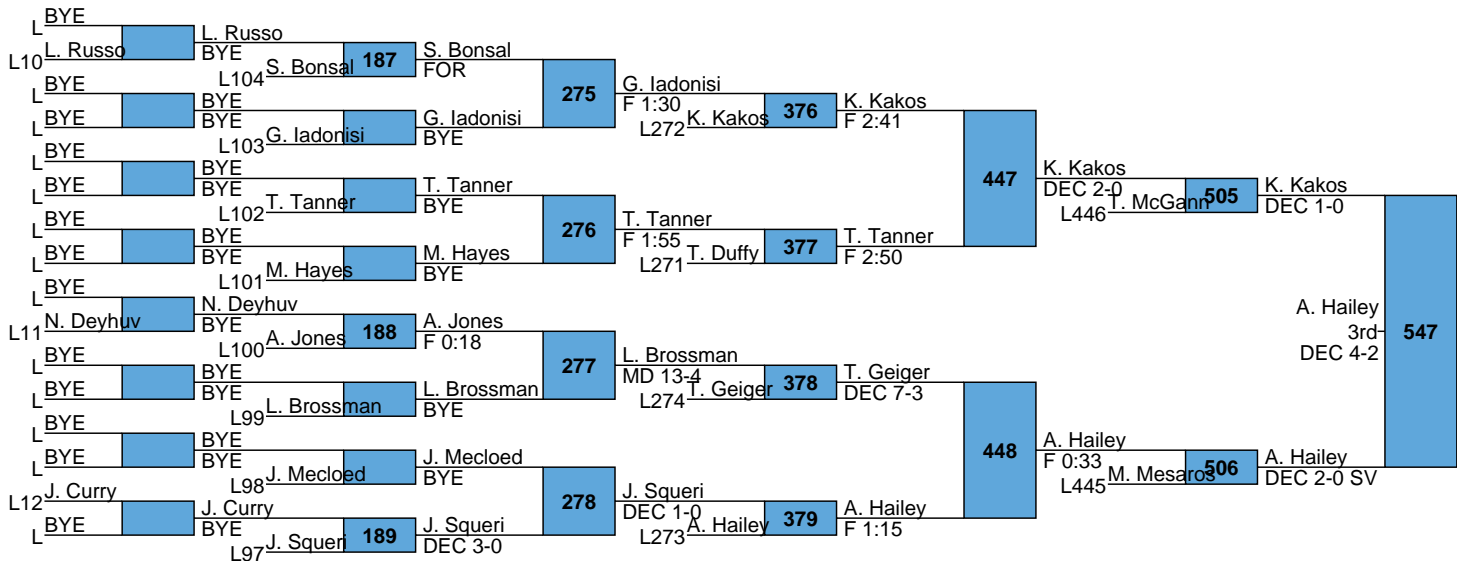 BYE
L
L. Russo
L10
L. Russo
BYE
S. Bonsal
L104
187
S. Bonsal
FOR
BYE
L
BYE
L
BYE
BYE
G. Iadonisi
L103
G. Iadonisi
BYE
275
G. Iadonisi
F 1:30
K. Kakos
L272
376
K. Kakos
F 2:41
BYE
L
BYE
L
BYE
BYE
T. Tanner
L102
T. Tanner
BYE
BYE
L
BYE
L
BYE
BYE
M. Hayes
L101
M. Hayes
BYE
276
T. Tanner
F 1:55
T. Duffy
L271
377
T. Tanner
F 2:50
447
K. Kakos
DEC 2-0
T. McGann
L446
505
K. Kakos
DEC 1-0
BYE
L
N. Deyhuv
L11
N. Deyhuv
BYE
A. Jones
L100
188
A. Jones
F 0:18
BYE
L
BYE
L
BYE
BYE
L. Brossman
L99
L. Brossman
BYE
277
L. Brossman
MD 13-4
T. Geiger
L274
378
T. Geiger
DEC 7-3
BYE
L
BYE
L
BYE
BYE
J. Mecloed
L98
J. Mecloed
BYE
J. Curry
L12
BYE
L
J. Curry
BYE
J. Squeri
L97
189
J. Squeri
DEC 3-0
278
J. Squeri
DEC 1-0
A. Hailey
L273
379
A. Hailey
F 1:15
448
A. Hailey
F 0:33
M. Mesaros
L445
506
A. Hailey
DEC 2-0 SV
A. Hailey
3rd
DEC 4-2
547